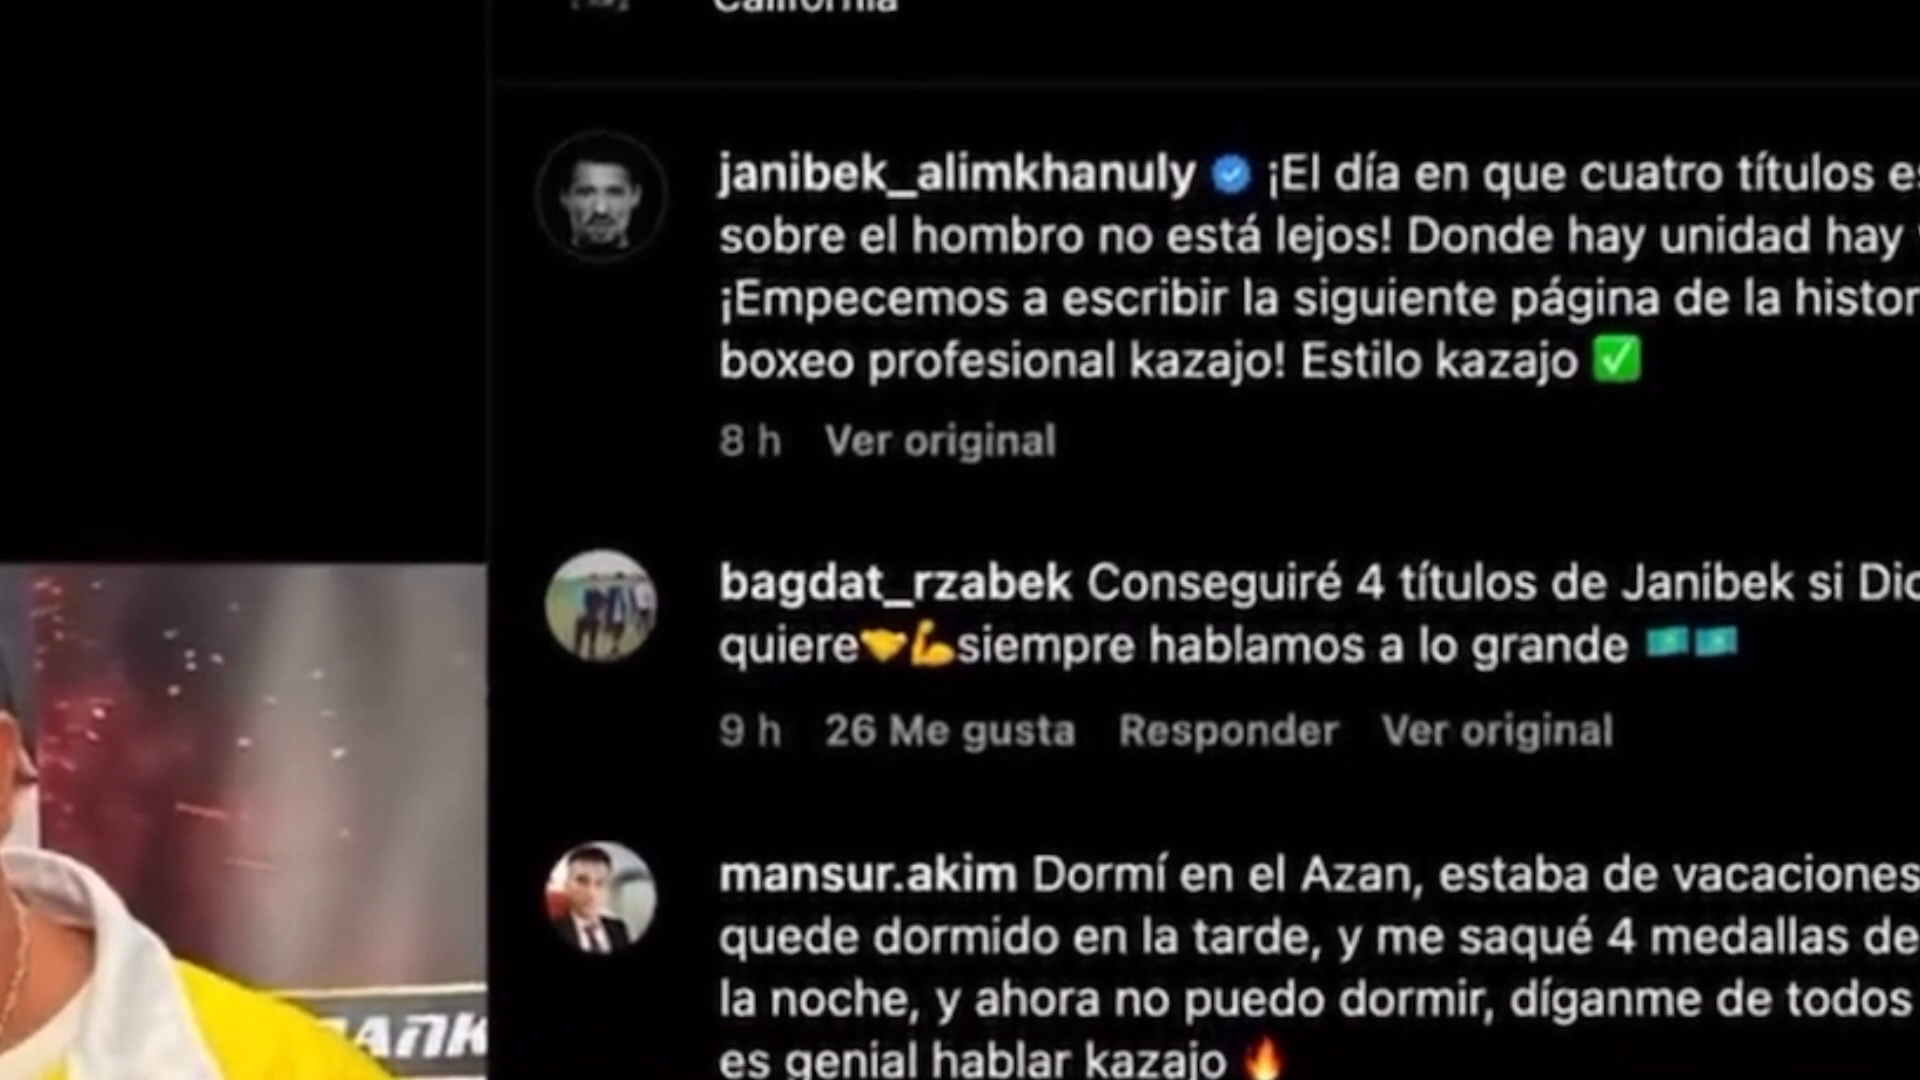 California
janibek_alimkhanuly ¡El día en que cuatro títulos
sobre el hombro no está lejos! Donde hay unidad hay
¡Empecemos a escribir la siguiente página de la
boxeo profesional kazajo! Estilo kazajo ✅
8 h Ver original
bagdat_rzabek Conseguiré 4 títulos de Janibek si
quiere🤝💪siempre hablamos a lo grande 🇰🇿🇰🇿
9 h 26 Me gusta Responder Ver original
mansur.akim Dormí en el Azan, estaba de vacaciones
quede dormido en la tarde, y me saqué 4 medallas de
la noche, y ahora no puedo dormir, díganme de todos
es genial hablar kazajo 🔥